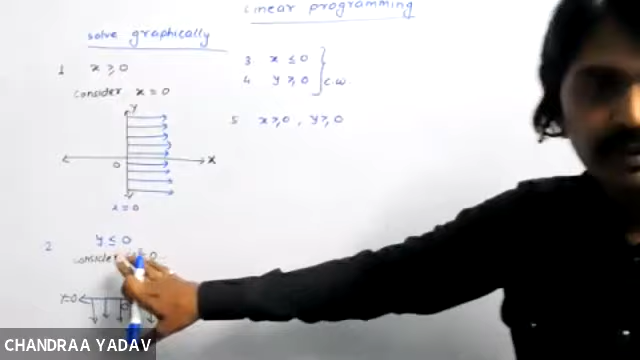 Linear programming
solve graphically
1 x ≥ 0
consider x = 0
Y
0
X
x = 0
2 y ≤ 0
consider
0
Y=0
3 x ≤ 0
4 y ≥ 0
C.W
5 x ≥ 0 , y ≥ 0
CHANDRAA YADAV